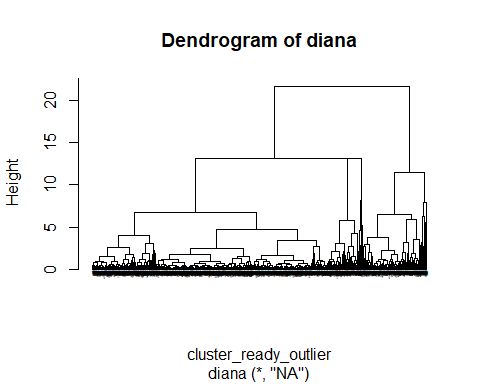 Dendrogram of diana
20
15
10
5
0
Height
cluster_ready_outlier
diana (*, "NA")